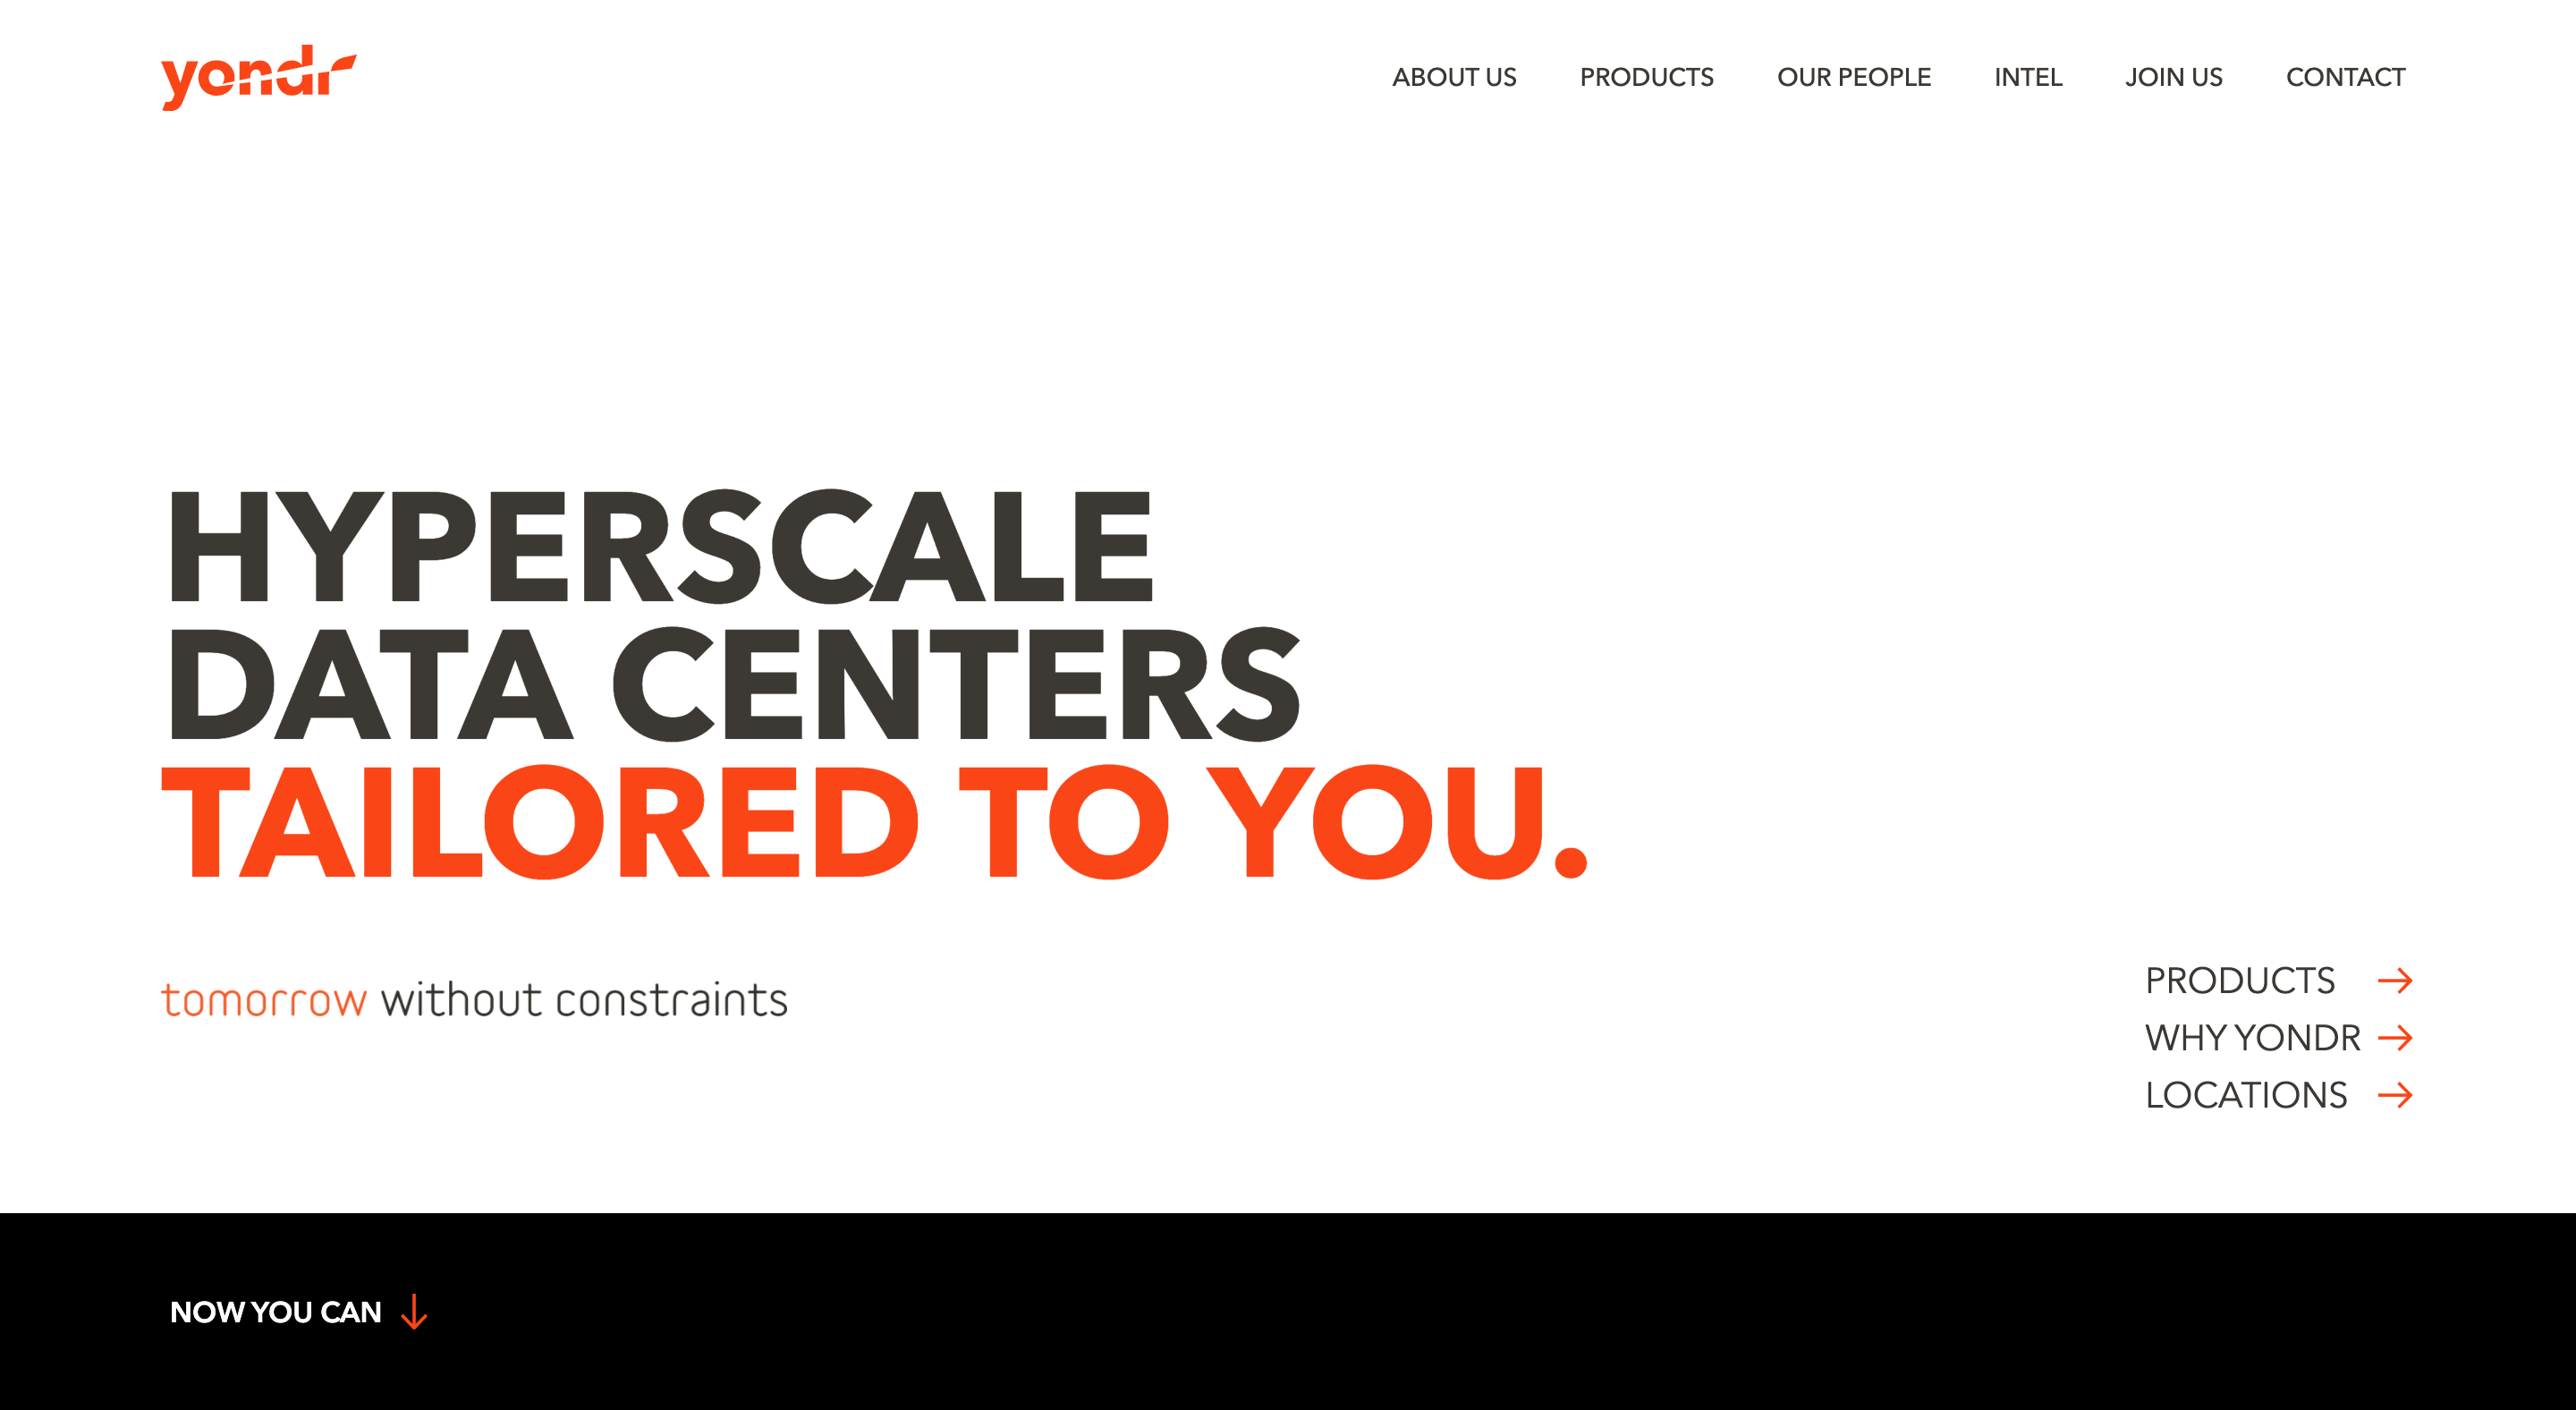 yondr
ABOUT US PRODUCTS OUR PEOPLE INTEL JOIN US CONTACT
HYPERSCALE
DATA CENTERS
TAILORED TO YOU.
tomorrow without constraints
PRODUCTS
WHY YONDR
LOCATIONS
NOW YOU CAN